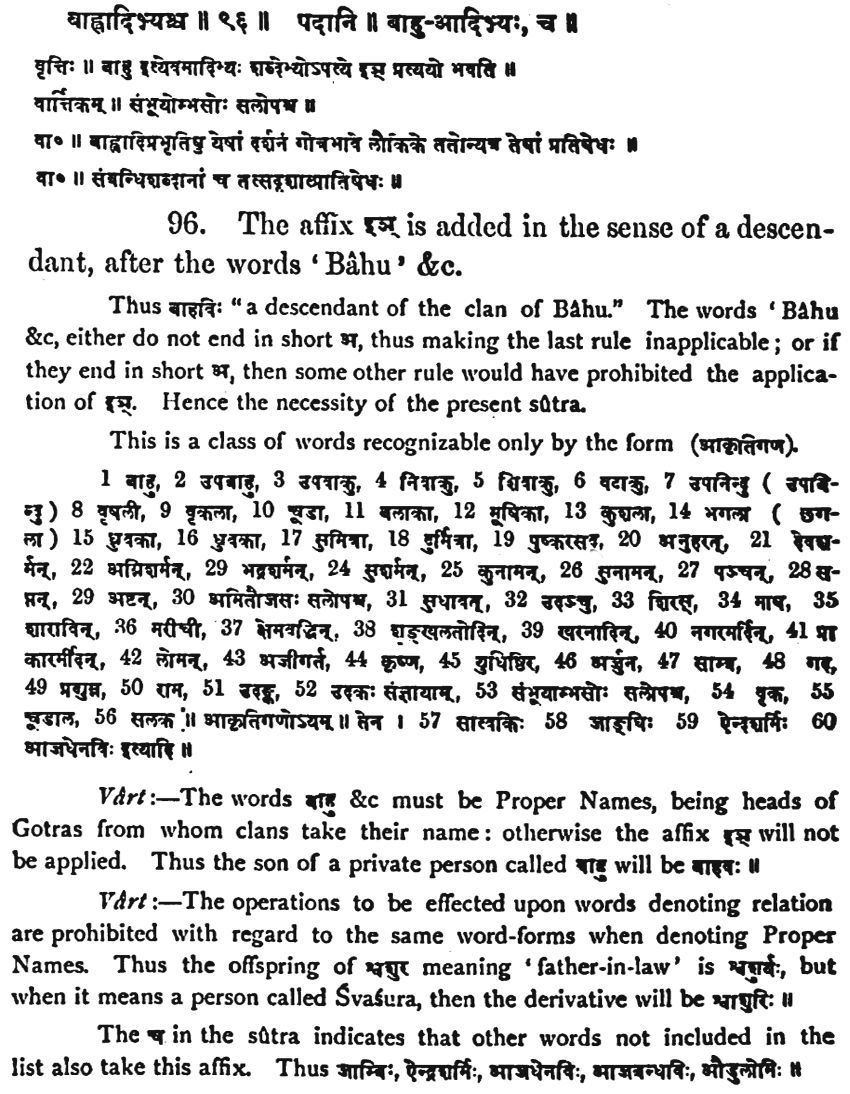 बाह्वादिभ्यश्च ॥ ९६ ॥ पदानि ॥ बाहु-आदिभ्यः, च ॥
वृत्तिः ॥ बाहु इत्येवमादिभ्यः शब्देभ्योऽपत्ये इञ् प्रत्ययो भवति ॥
वार्त्तिकम् ॥ संभूयोम्भसोः सलोपश्च ॥
वा० ॥ बाह्वादिप्रभृतिषु येषां दर्शनं गोत्रभावे लौकिके ततोन्यत्र तेषां प्रतिषेधः ॥
वा० ॥ संबन्धिशब्दानां च तत्सदृशात्प्रतिषेधः ॥
96. The affix इञ् is added in the sense of a descen-
dant, after the words ‘Bâhu’ &c.
Thus बाहविः “a descendant of the clan of Bâhu.” The words ‘Bâhu
&c, either do not end in short अ, thus making the last rule inapplicable; or if
they end in short अ, then some other rule would have prohibited the applica-
tion of इञ्. Hence the necessity of the present sûtra.
This is a class of words recognizable only by the form (आकृतिगण).
1 बाहु, 2 उपबाहु, 3 उपवाकु, 4 निवाकु, 5 शिवाकु, 6 वटाकु, 7 उपनिन्दु ( उपबि-
न्दु ) 8 वृषली, 9 वृकला, 10 चूडा, 11 बलाका, 12 मूषिका, 13 कुशला, 14 भगला ( छग-
ला ) 15 ध्रुवका, 16 धुवका, 17 सुमित्रा, 18 दुर्मित्रा, 19 पुष्करसद्, 20 अनुहरत्, 21 देवश-
र्मन्, 22 अग्निशर्मन्, 29 भद्रशर्मन्, 24 सुशर्मन्, 25 कुनामन्, 26 सुनामन्, 27 पञ्चन्, 28 स-
प्तन्, 29 अष्टन्, 30 अमितौजसः सलोपश्च, 31 सुधावत्, 32 उदञ्चु, 33 शिरस्, 34 माष, 35
शराविन्, 36 मरीची, 37 क्षेमवृद्धिन्, 38 शृङ्खलतोदिन्, 39 खरनादिन्, 40 नगरमर्दिन्, 41 प्रा
कारमर्दिन्, 42 लोमन्, 43 अजीगर्त, 44 कृष्ण, 45 युधिष्ठिर, 46 अर्जुन, 47 साम्ब, 48 गद,
49 प्रद्युम्न, 50 राम, 51 उदङ्क, 52 उदकः संज्ञायाम्, 53 संभूयाम्भसोः सलोपश्च, 54 वृक, 55
चूडाल, 56 सलक ॥ आकृतिगणोऽयम् ॥ तेन । 57 सात्वकिः 58 जाङ्घिः 59 ऐन्दशर्मिः 60
आजधेनविः इत्यादि ॥
Vârt:—The words बाहु &c must be Proper Names, being heads of
Gotras from whom clans take their name: otherwise the affix इञ् will not
be applied. Thus the son of a private person called बाहु will be बाहवः ॥
Vârt:—The operations to be effected upon words denoting relation
are prohibited with regard to the same word-forms when denoting Proper
Names. Thus the offspring of श्वशुर meaning ‘father-in-law’ is श्वशुर्यः, but
when it means a person called Śvaśura, then the derivative will be श्वाशुरिः ॥
The च in the sûtra indicates that other words not included in the
list also take this affix. Thus जाम्बिः, ऐन्द्रशर्मिः, आजधेनविः, आजबन्धविः, औडुलोमिः ॥